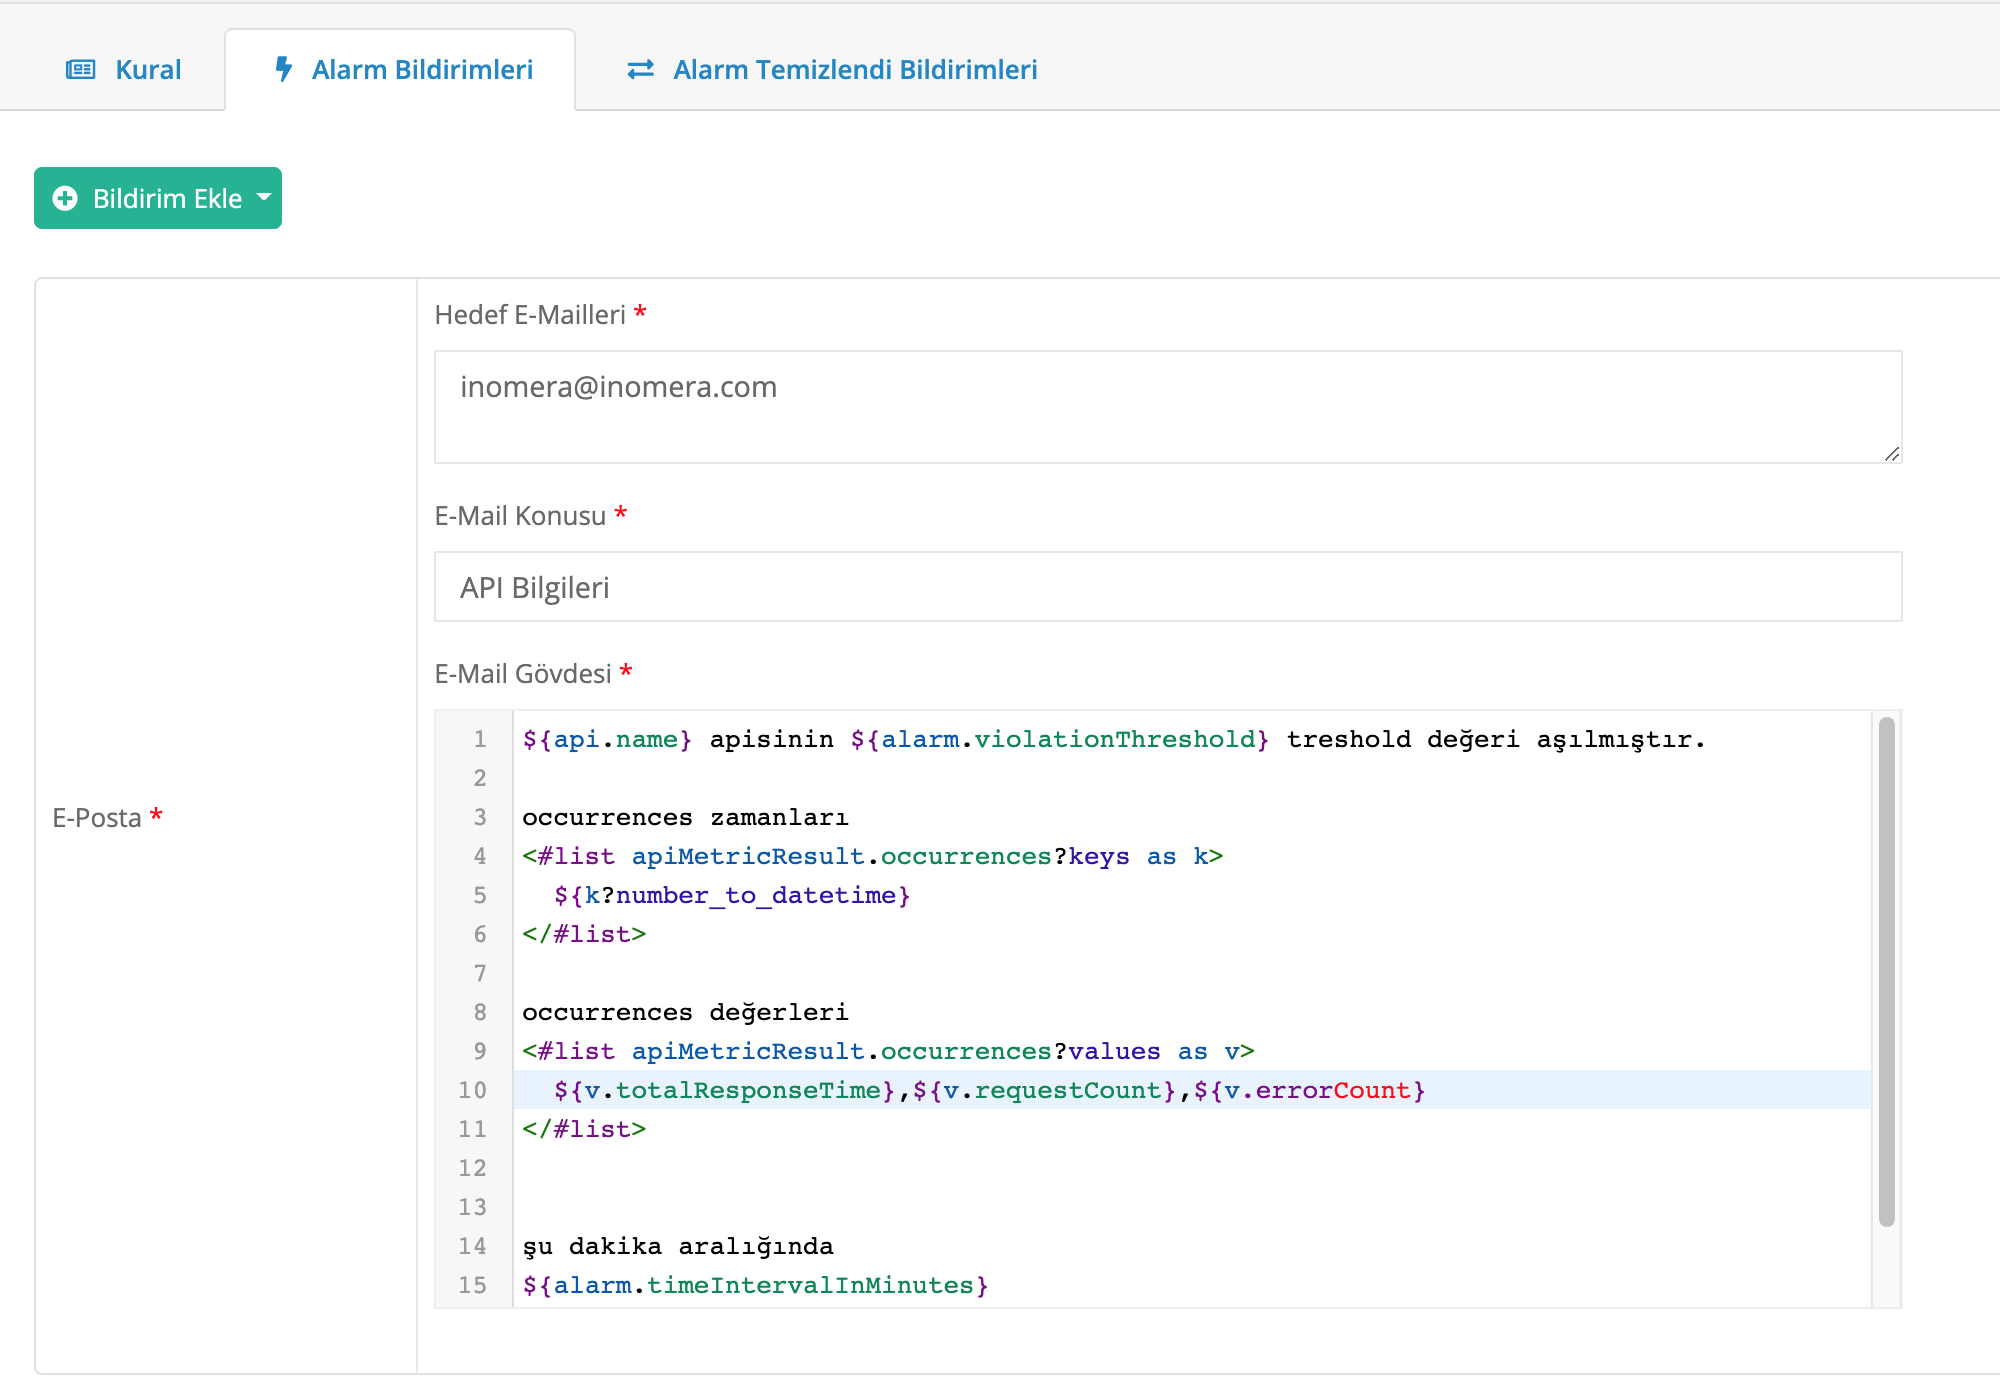 Kural
Alarm Bildirimleri
Alarm Temizlendi Bildirimleri
Bildirim Ekle
E-Posta *
Hedef E-Mailleri *
inomera@inomera.com
E-Mail Konusu *
API Bilgileri
E-Mail Gövdesi *
1 ${api.name} apisinin ${alarm.violationThreshold} treshold değeri aşılmıştır.
2
3 occurrences zamanları
4 <#list apiMetricResult.occurrences?keys as k>
5   ${k?number_to_datetime}
6 </#list>
7
8 occurrences değerleri
9 <#list apiMetricResult.occurrences?values as v>
10   ${v.totalResponseTime},${v.requestCount},${v.errorCount}
11 </#list>
12
13
14 şu dakika aralığında
15 ${alarm.timeIntervalInMinutes}